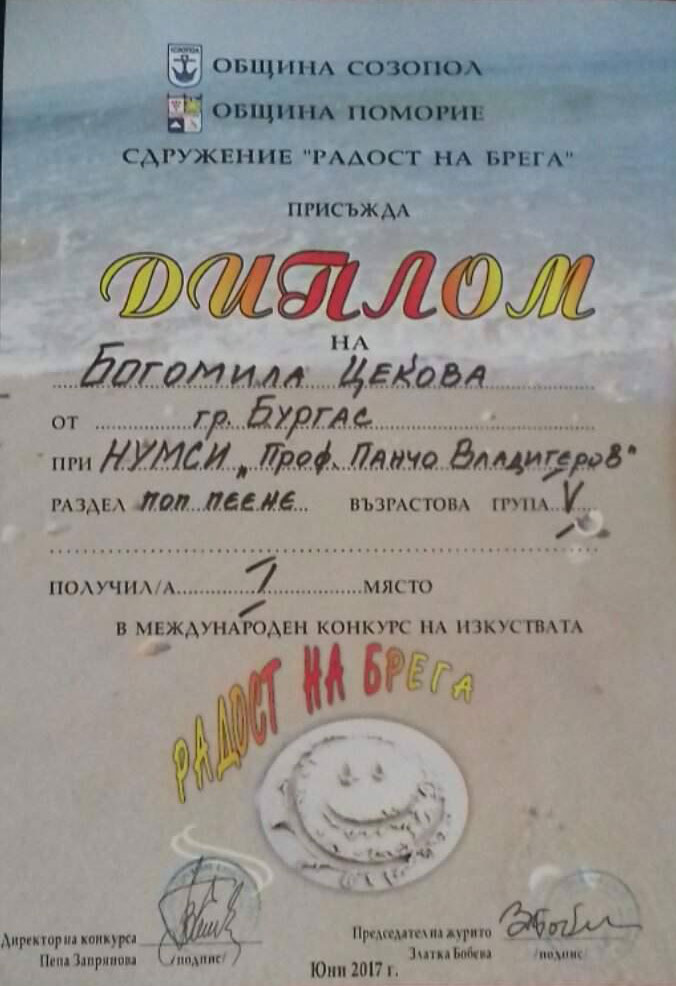 СОЗОПОЛ
ОБЩИНА СОЗОПОЛ
ОБЩИНА ПОМОРИЕ
СДРУЖЕНИЕ "РАДОСТ НА БРЕГА"
ПРИСЪЖДА
ДИПЛОМ
НА
БОГОМИЛА ЦЕКОВА
ОТ гр. БУРГАС
ПРИ НУМСИ „ПРОФ. ПАНЧО ВЛАДИГЕРОВ"
РАЗДЕЛ ПОП ПЕЕНЕ ВЪЗРАСТОВА ГРУПА V
ПОЛУЧИЛ/А I МЯСТО
В МЕЖДУНАРОДЕН КОНКУРС НА ИЗКУСТВАТА
РАДОСТ НА БРЕГА
Директор на конкурса
Пепа Запрянова /подпис/
Председател на журито
Златка Бобева /подпис/
Юни 2017 г.